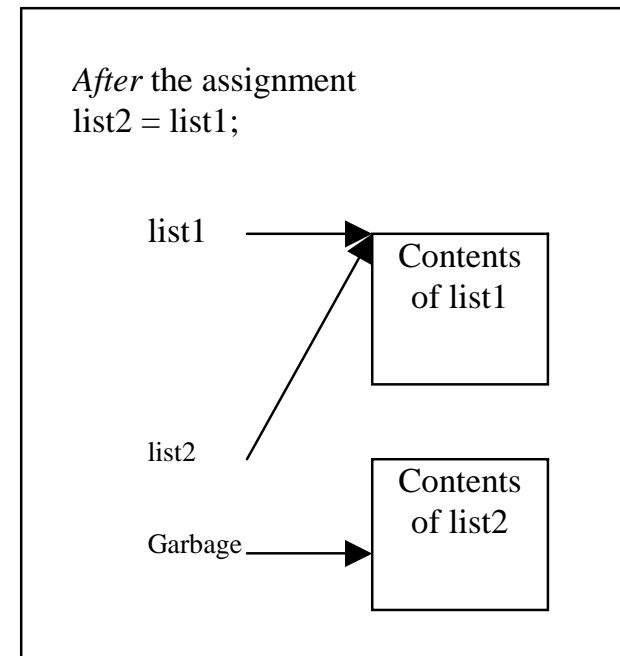 After the assignment
list2 = list1;
list1
Contents
of list1
list2
Contents
of list2
Garbage